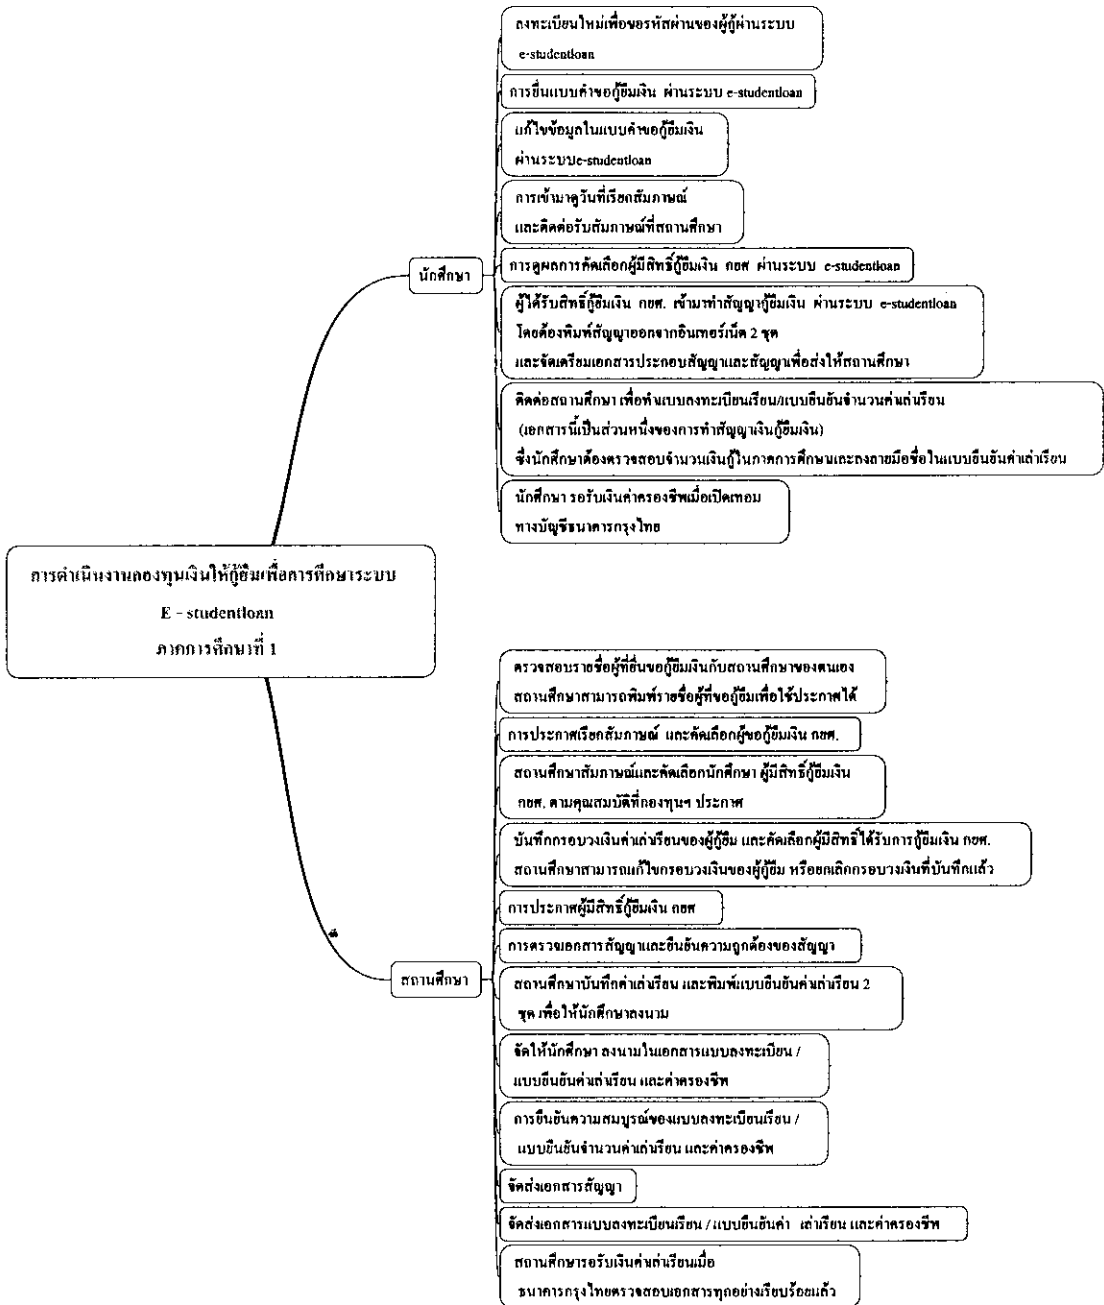 ลงทะเบียนใหม่เพื่อขอรหัสผ่านของผู้กู้ผ่านระบบ
e-studentloan
การยื่นแบบคำขอกู้ยืมเงิน ผ่านระบบ e-studentloan
แก้ไขข้อมูลในแบบคำขอกู้ยืมเงิน
ผ่านระบบe-studentloan
การเข้ามาดูวันที่เรียกสัมภาษณ์
และติดต่อรับสัมภาษณ์ที่สถานศึกษา
นักศึกษา
การดูผลการคัดเลือกผู้มีสิทธิ์กู้ยืมเงิน กยศ ผ่านระบบ e-studentloan
ผู้ได้รับสิทธิ์กู้ยืมเงิน กยศ. เข้ามาทำสัญญากู้ยืมเงิน ผ่านระบบ e-studentloan
โดยต้องพิมพ์สัญญาออกจากอินเทอร์เน็ต 2 ชุด
และจัดเตรียมเอกสารประกอบสัญญาและสัญญาเพื่อส่งให้สถานศึกษา
ติดต่อสถานศึกษา เพื่อทำแบบลงทะเบียนเรียน/แบบยืนยันจำนวนค่าเล่าเรียน
(เอกสารนี้เป็นส่วนหนึ่งของการทำสัญญาเงินกู้ยืมเงิน)
ซึ่งนักศึกษาต้องตรวจสอบจำนวนเงินกู้ในภาคการศึกษาและลงลายมือชื่อในแบบยืนยันค่าเล่าเรียน
นักศึกษา รอรับเงินค่าครองชีพเมื่อเปิดเทอม
ทางบัญชีธนาคารกรุงไทย
การดำเนินงานกองทุนเงินให้กู้ยืมเพื่อการศึกษาระบบ
E - studentloan
ภาคการศึกษาที่ 1
ตรวจสอบรายชื่อผู้ที่ยื่นขอกู้ยืมเงินกับสถานศึกษาของตนเอง
สถานศึกษาสามารถพิมพ์รายชื่อผู้ที่ขอกู้ยืมเพื่อใช้ประกาศได้
การประกาศเรียกสัมภาษณ์ และคัดเลือกผู้ขอกู้ยืมเงิน กยศ.
สถานศึกษาสัมภาษณ์และคัดเลือกนักศึกษา ผู้มีสิทธิ์กู้ยืมเงิน
กยศ. ตามคุณสมบัติที่กองทุนฯ ประกาศ
บันทึกกรอบวงเงินค่าเล่าเรียนของผู้กู้ยืม และคัดเลือกผู้มีสิทธิ์ได้รับการกู้ยืมเงิน กยศ.
สถานศึกษาสามารถแก้ไขกรอบวงเงินของผู้กู้ยืม หรือยกเลิกกรอบวงเงินที่บันทึกแล้ว
การประกาศผู้มีสิทธิ์กู้ยืมเงิน กยศ
การตรวจเอกสารสัญญาและยืนยันความถูกต้องของสัญญา
สถานศึกษา
สถานศึกษาบันทึกค่าเล่าเรียน และพิมพ์แบบยืนยันค่าเล่าเรียน 2
ชุด เพื่อให้นักศึกษาลงนาม
จัดให้นักศึกษา ลงนามในเอกสารแบบลงทะเบียน /
แบบยืนยันค่าเล่าเรียน และค่าครองชีพ
การยืนยันความสมบูรณ์ของแบบลงทะเบียนเรียน /
แบบยืนยันจำนวนค่าเล่าเรียน และค่าครองชีพ
จัดส่งเอกสารสัญญา
จัดส่งเอกสารแบบลงทะเบียนเรียน / แบบยืนยันค่า เล่าเรียน และค่าครองชีพ
สถานศึกษารอรับเงินค่าเล่าเรียนเมื่อ
ธนาคารกรุงไทยตรวจสอบเอกสารทุกอย่างเรียบร้อยแล้ว